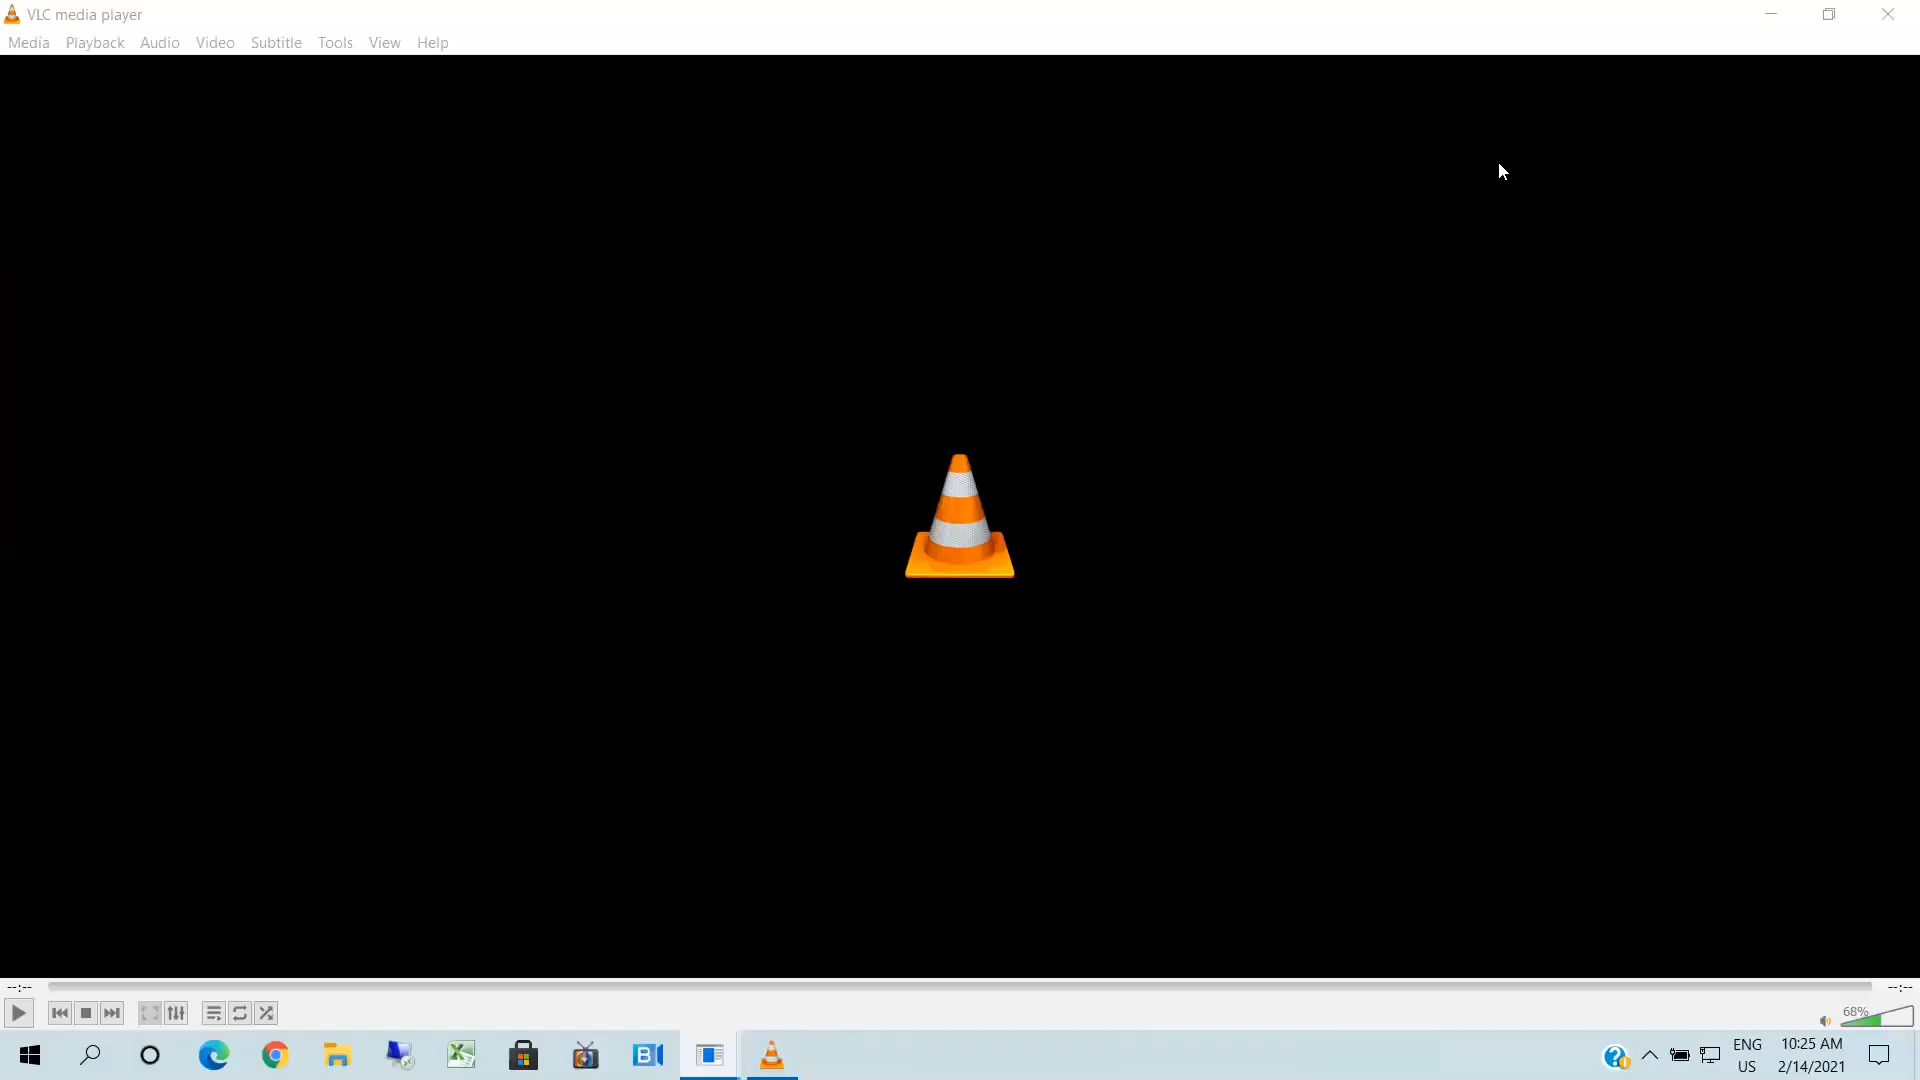 VLC media player
Media Playback Audio Video Subtitle Tools View Help
--:-- --:--
68%
ENG 10:25 AM
US 2/14/2021